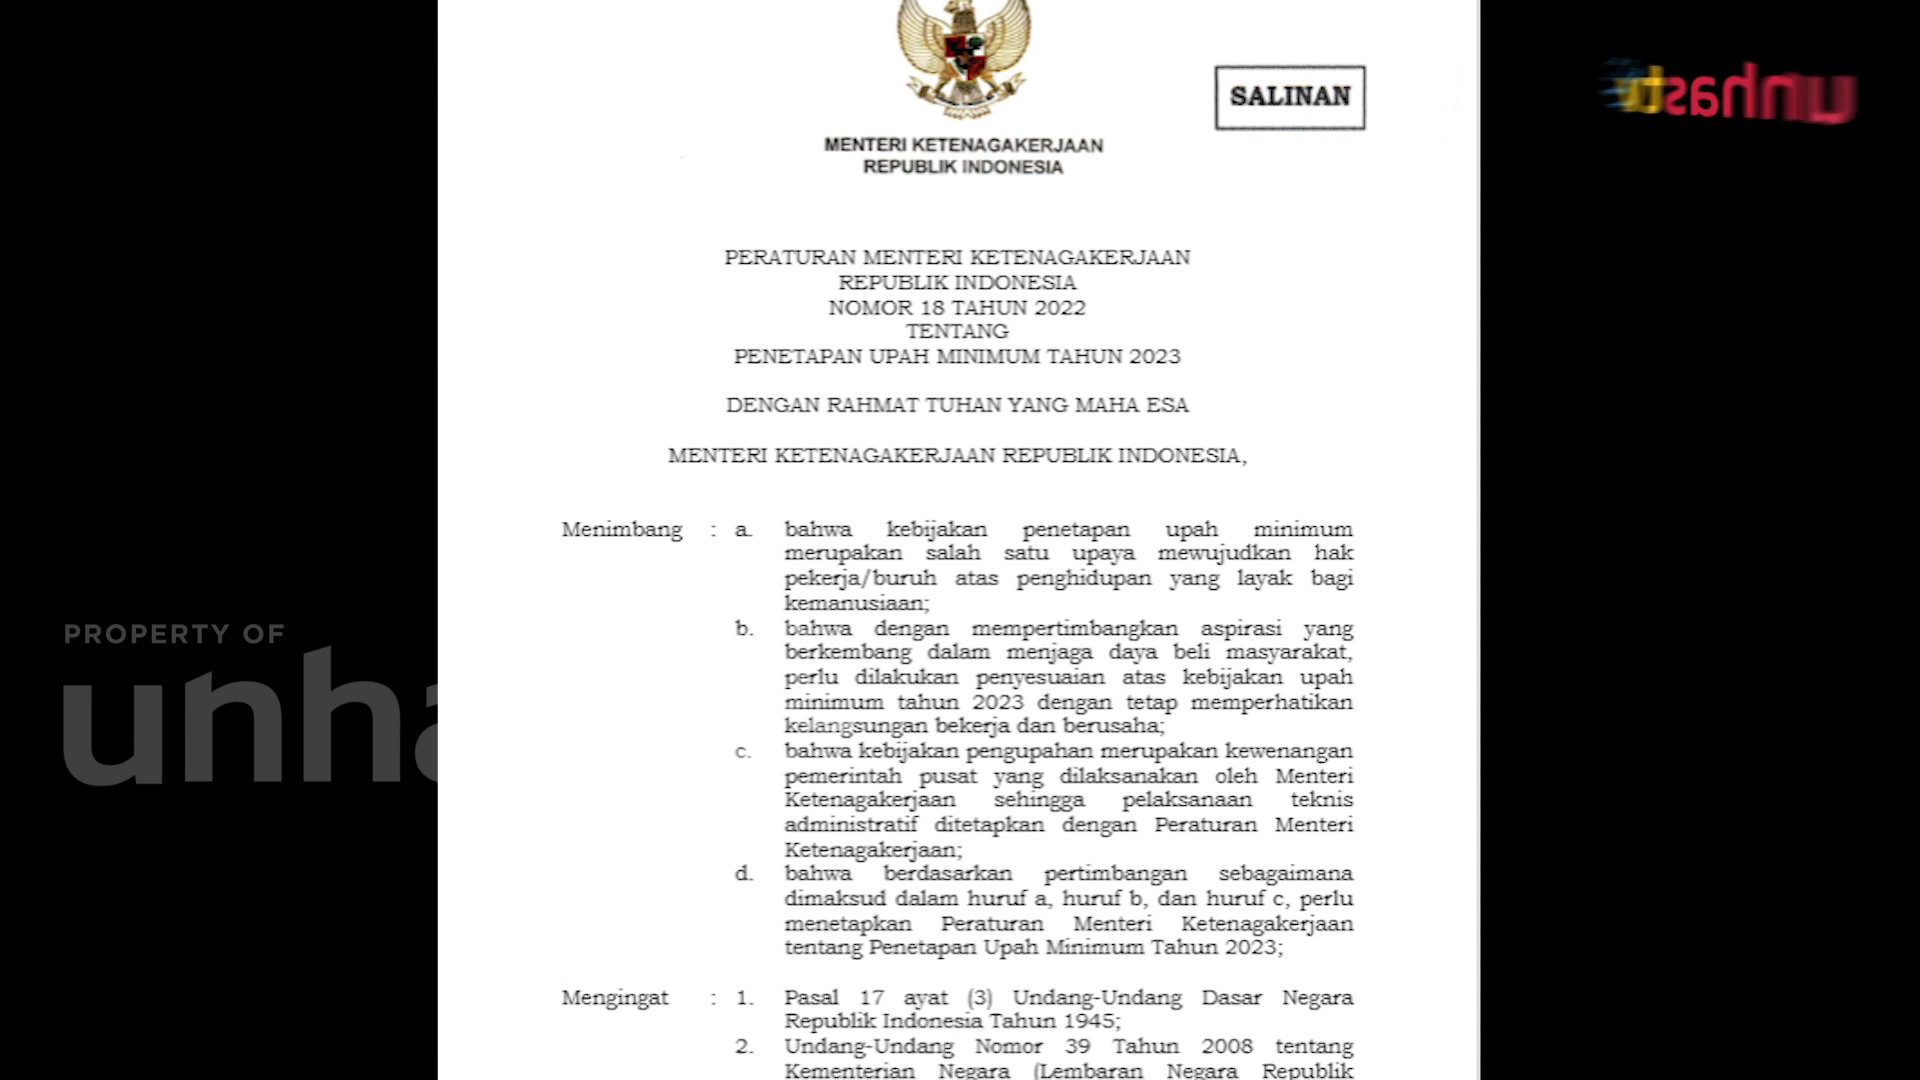 SALINAN
unhastv
MENTERI KETENAGAKERJAAN
REPUBLIK INDONESIA
PERATURAN MENTERI KETENAGAKERJAAN
REPUBLIK INDONESIA
NOMOR 18 TAHUN 2022
TENTANG
PENETAPAN UPAH MINIMUM TAHUN 2023
DENGAN RAHMAT TUHAN YANG MAHA ESA
MENTERI KETENAGAKERJAAN REPUBLIK INDONESIA,
Menimbang : a. bahwa kebijakan penetapan upah minimum
merupakan salah satu upaya mewujudkan hak
pekerja/buruh atas penghidupan yang layak bagi
kemanusiaan;
b. bahwa dengan mempertimbangkan aspirasi yang
berkembang dalam menjaga daya beli masyarakat,
perlu dilakukan penyesuaian atas kebijakan upah
minimum tahun 2023 dengan tetap memperhatikan
kelangsungan bekerja dan berusaha;
c. bahwa kebijakan pengupahan merupakan kewenangan
pemerintah pusat yang dilaksanakan oleh Menteri
Ketenagakerjaan sehingga pelaksanaan teknis
administratif ditetapkan dengan Peraturan Menteri
Ketenagakerjaan;
d. bahwa berdasarkan pertimbangan sebagaimana
dimaksud dalam huruf a, huruf b, dan huruf c, perlu
menetapkan Peraturan Menteri Ketenagakerjaan
tentang Penetapan Upah Minimum Tahun 2023;
Mengingat : 1. Pasal 17 ayat (3) Undang-Undang Dasar Negara
Republik Indonesia Tahun 1945;
2. Undang-Undang Nomor 39 Tahun 2008 tentang
Kementerian Negara (Lembaran Negara Republik
PROPERTY OF
unha